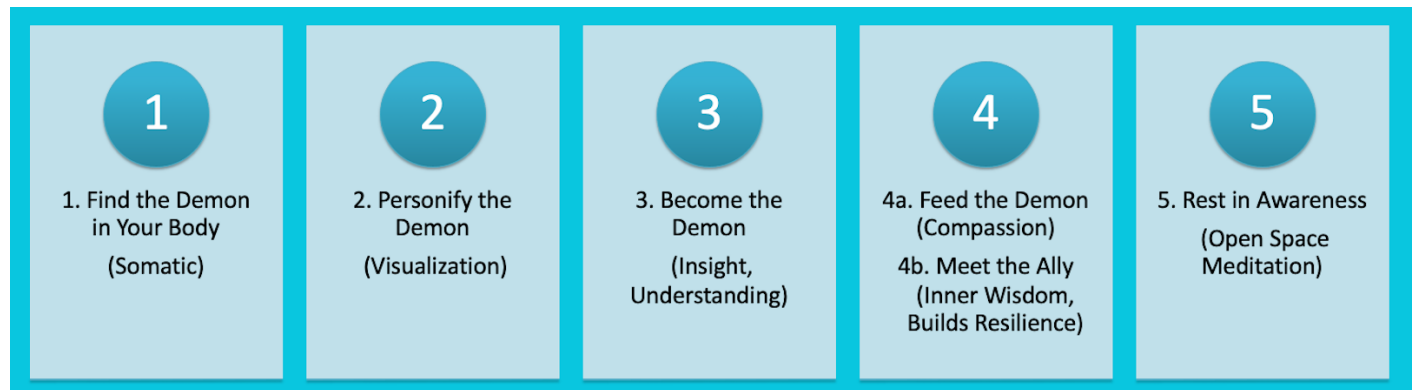 1
1. Find the Demon
in Your Body
(Somatic)
2
2. Personify the
Demon
(Visualization)
3
3. Become the
Demon
(Insight,
Understanding)
4
4a. Feed the Demon
(Compassion)
4b. Meet the Ally
(Inner Wisdom,
Builds Resilience)
5
5. Rest in Awareness
(Open Space
Meditation)